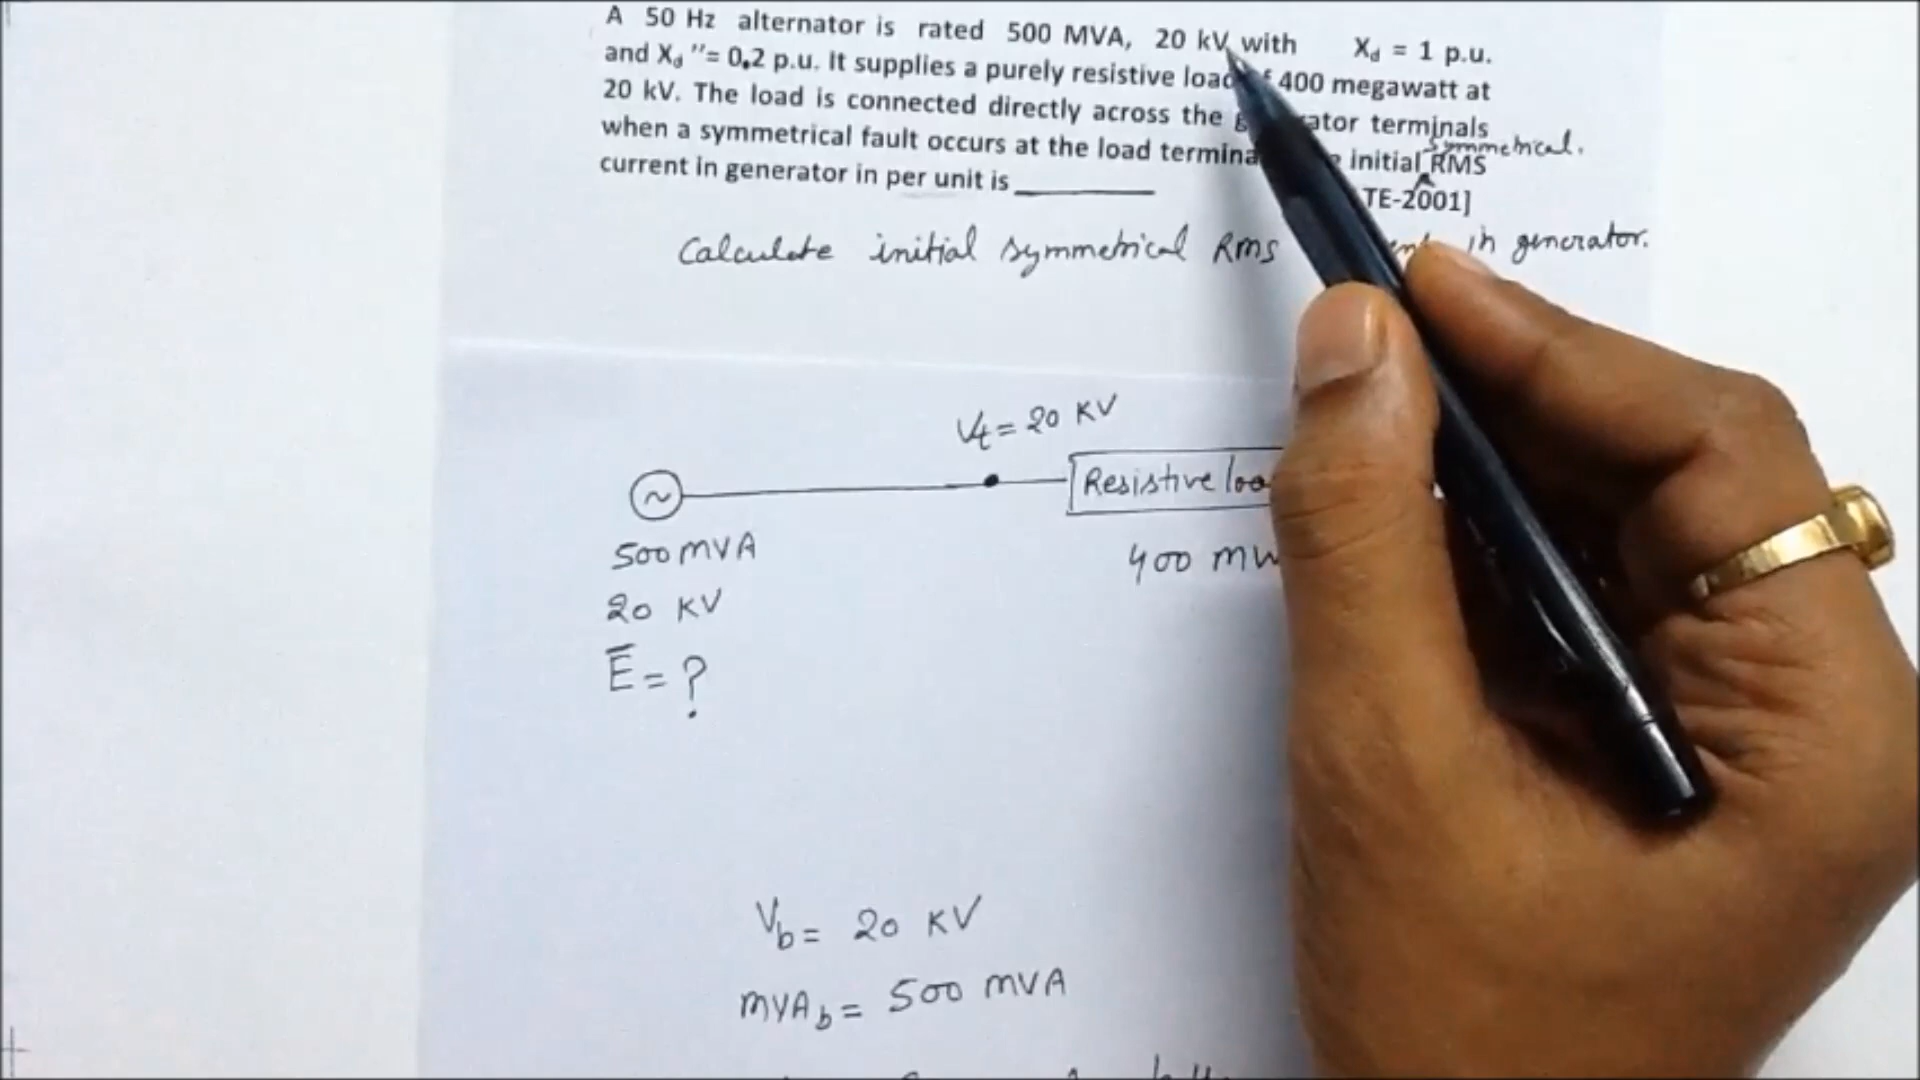 A 50 Hz alternator is rated 500 MVA, 20 kV with Xd = 1 p.u.
and Xd ''= 0.2 p.u. It supplies a purely resistive load 400 megawatt at
20 kV. The load is connected directly across the terminals
when a symmetrical fault occurs at the load initial RMS
symmetrical.
current in generator in per unit is __________
TE-2001]
Calculate initial symmetrical Rms in generator.
Vt = 20 KV
~
Resistive
500 MVA
400
20 KV
E = ?
Vb = 20 KV
MVAb = 500 MVA